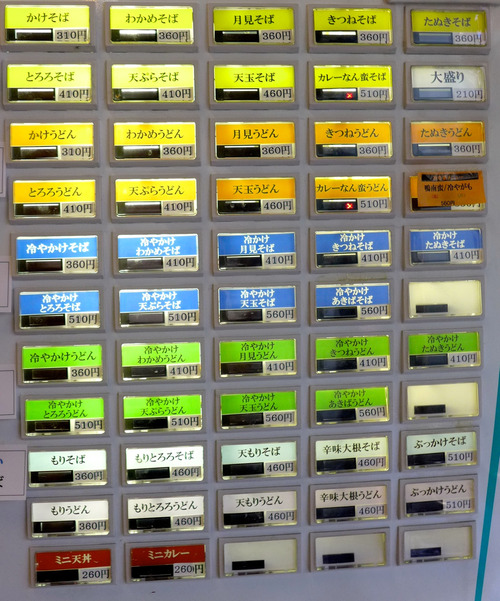 かけそば 310円
わかめそば 360円
月見そば 360円
きつねそば 360円
たぬきそば 360円
とろろそば 410円
天ぷらそば 410円
天玉そば 460円
カレーなん蛮そば 510円
大盛り 210円
かけうどん 310円
わかめうどん 360円
月見うどん 360円
きつねうどん 360円
たぬきうどん 360円
とろろうどん 410円
天ぷらうどん 410円
天玉うどん 460円
カレーなん蛮うどん 510円
鴨南蛮/冷やがも
560円
冷やかけそば 360円
冷やかけ
わかめそば 410円
冷かけ
月見そば 410円
冷かけ
きつねそば 410円
冷かけ
たぬきそば 410円
冷やかけ
とろろそば 510円
冷やかけ
天ぷらそば 510円
冷やかけ
天玉そば 560円
冷やかけ
あきばそば 560円
冷やかけうどん 360円
冷やかけ
わかめうどん 410円
冷やかけ
月見うどん 410円
冷やかけ
きつねうどん 410円
冷やかけ
たぬきうどん 410円
冷やかけ
とろろうどん 510円
冷やかけ
天ぷらうどん 510円
冷やかけ
天玉うどん 560円
冷やかけ
あきばうどん 560円
もりそば 360円
もりとろろそば 460円
天もりそば 460円
辛味大根そば 460円
ぶっかけそば 510円
もりうどん 360円
もりとろろうどん 460円
天もりうどん 460円
辛味大根うどん 460円
ぶっかけうどん 510円
ミニ天丼 260円
ミニカレー 260円